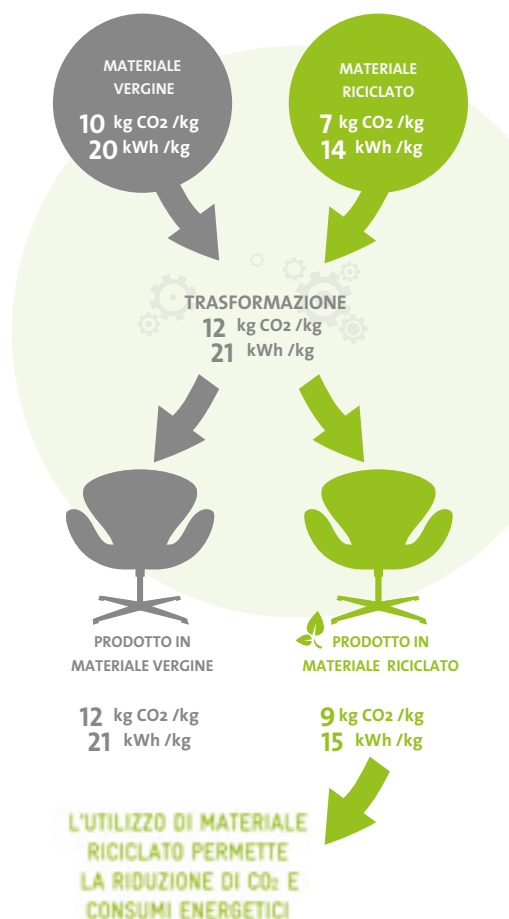 MATERIALE
VERGINE
10 kg CO2 /kg
20 kWh /kg
MATERIALE
RICICLATO
7 kg CO2 /kg
14 kWh /kg
TRASFORMAZIONE
12 kg CO2 /kg
21 kWh /kg
PRODOTTO IN
MATERIALE VERGINE
12 kg CO2 /kg
21 kWh /kg
PRODOTTO IN
MATERIALE RICICLATO
9 kg CO2 /kg
15 kWh /kg
L'UTILIZZO DI MATERIALE
RICICLATO PERMETTE
LA RIDUZIONE DI CO2 E
CONSUMI ENERGETICI